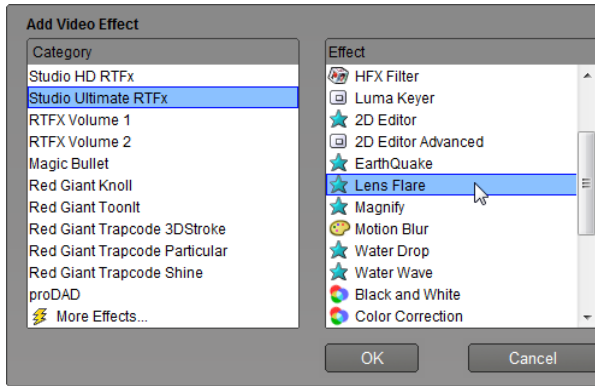 Add Video Effect
Category
Studio HD RTFx
Studio Ultimate RTFx
RTFX Volume 1
RTFX Volume 2
Magic Bullet
Red Giant Knoll
Red Giant ToonIt
Red Giant Trapcode 3DStroke
Red Giant Trapcode Particular
Red Giant Trapcode Shine
proDAD
More Effects...
Effect
HFX Filter
Luma Keyer
2D Editor
2D Editor Advanced
EarthQuake
Lens Flare
Magnify
Motion Blur
Water Drop
Water Wave
Black and White
Color Correction
OK
Cancel